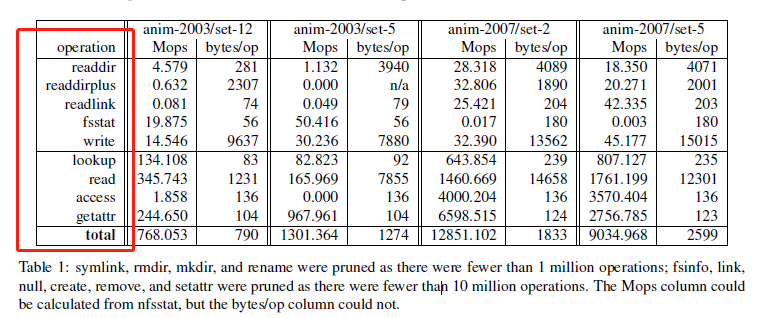 anim-2003/set-12 anim-2003/set-5 anim-2007/set-2 anim-2007/set-5
operation Mops bytes/op Mops bytes/op Mops bytes/op Mops bytes/op
readdir 4.579 281 1.132 3940 28.318 4089 18.350 4071
readdirplus 0.632 2307 0.000 n/a 32.806 1890 20.271 2001
readlink 0.081 74 0.049 79 25.421 204 42.335 203
fsstat 19.875 56 50.416 56 0.017 180 0.003 180
write 14.546 9637 30.236 7880 32.390 13562 45.177 15015
lookup 134.108 83 82.823 92 643.854 239 807.127 235
read 345.743 1231 165.969 7855 1460.669 14658 1761.199 12301
access 1.858 136 0.000 136 4000.204 136 3570.404 136
getattr 244.650 104 967.961 104 6598.515 124 2756.785 123
total 768.053 790 1301.364 1274 12851.102 1833 9034.968 2599
Table 1: symlink, rmdir, mkdir, and rename were pruned as there were fewer than 1 million operations; fsinfo, link,
null, create, remove, and setattr were pruned as there were fewer than 10 million operations. The Mops column could
be calculated from nfsstat, but the bytes/op column could not.